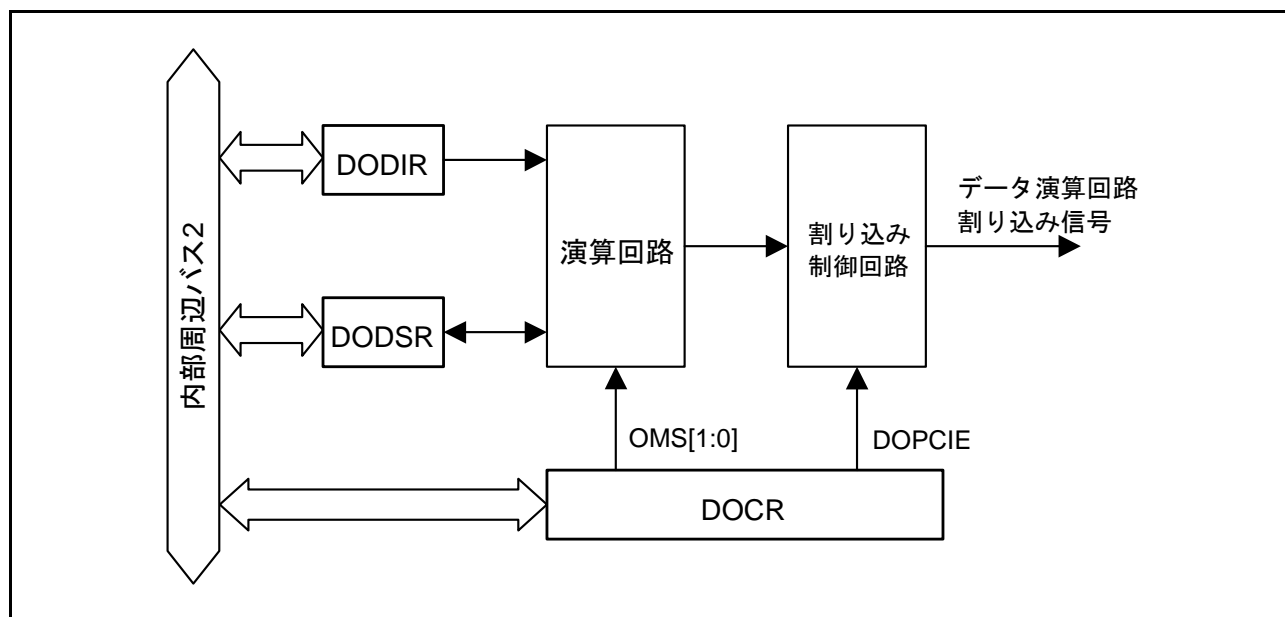 内部周辺バス2
DODIR
DODSR
演算回路
割り込み
制御回路
データ演算回路
割り込み信号
OMS[1:0]
DOPCIE
DOCR